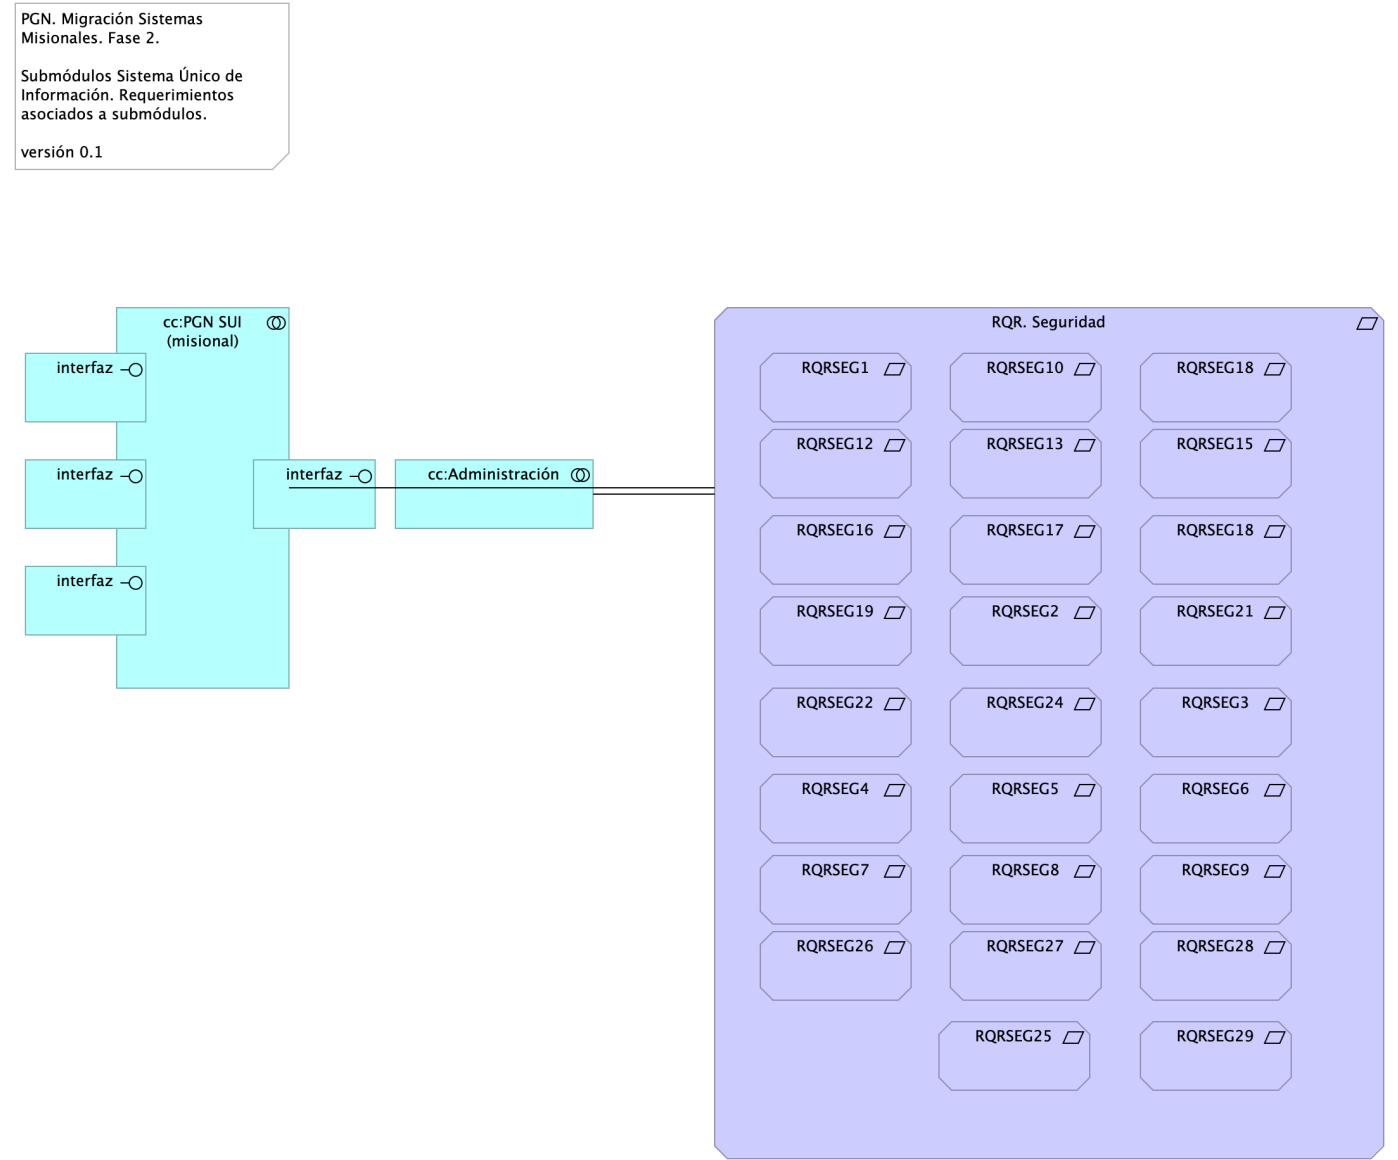 PGN. Migración Sistemas
Misionales. Fase 2.
Submódulos Sistema Único de
Información. Requerimientos
asociados a submódulos.
versión 0.1
cc:PGN SUI
(misional)
interfaz
interfaz
interfaz
interfaz
cc:Administración
RQR. Seguridad
RQRSEG1
RQRSEG10
RQRSEG18
RQRSEG12
RQRSEG13
RQRSEG15
RQRSEG16
RQRSEG17
RQRSEG18
RQRSEG19
RQRSEG2
RQRSEG21
RQRSEG22
RQRSEG24
RQRSEG3
RQRSEG4
RQRSEG5
RQRSEG6
RQRSEG7
RQRSEG8
RQRSEG9
RQRSEG26
RQRSEG27
RQRSEG28
RQRSEG25
RQRSEG29